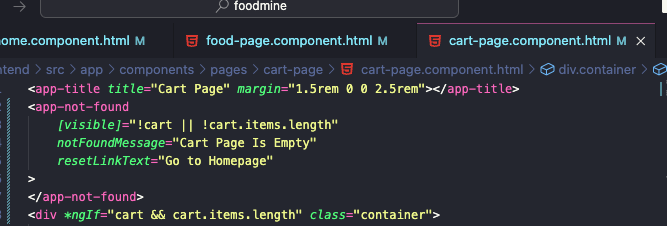 foodmine
ome.component.html M
food-page.component.html M
cart-page.component.html M
ntend > src > app > components > pages > cart-page > cart-page.component.html > div.container >
<app-title title="Cart Page" margin="1.5rem 0 0 2.5rem"></app-title>
<app-not-found
[visible]="!cart || !cart.items.length"
notFoundMessage="Cart Page Is Empty"
resetLinkText="Go to Homepage"
>
</app-not-found>
<div *ngIf="cart && cart.items.length" class="container">